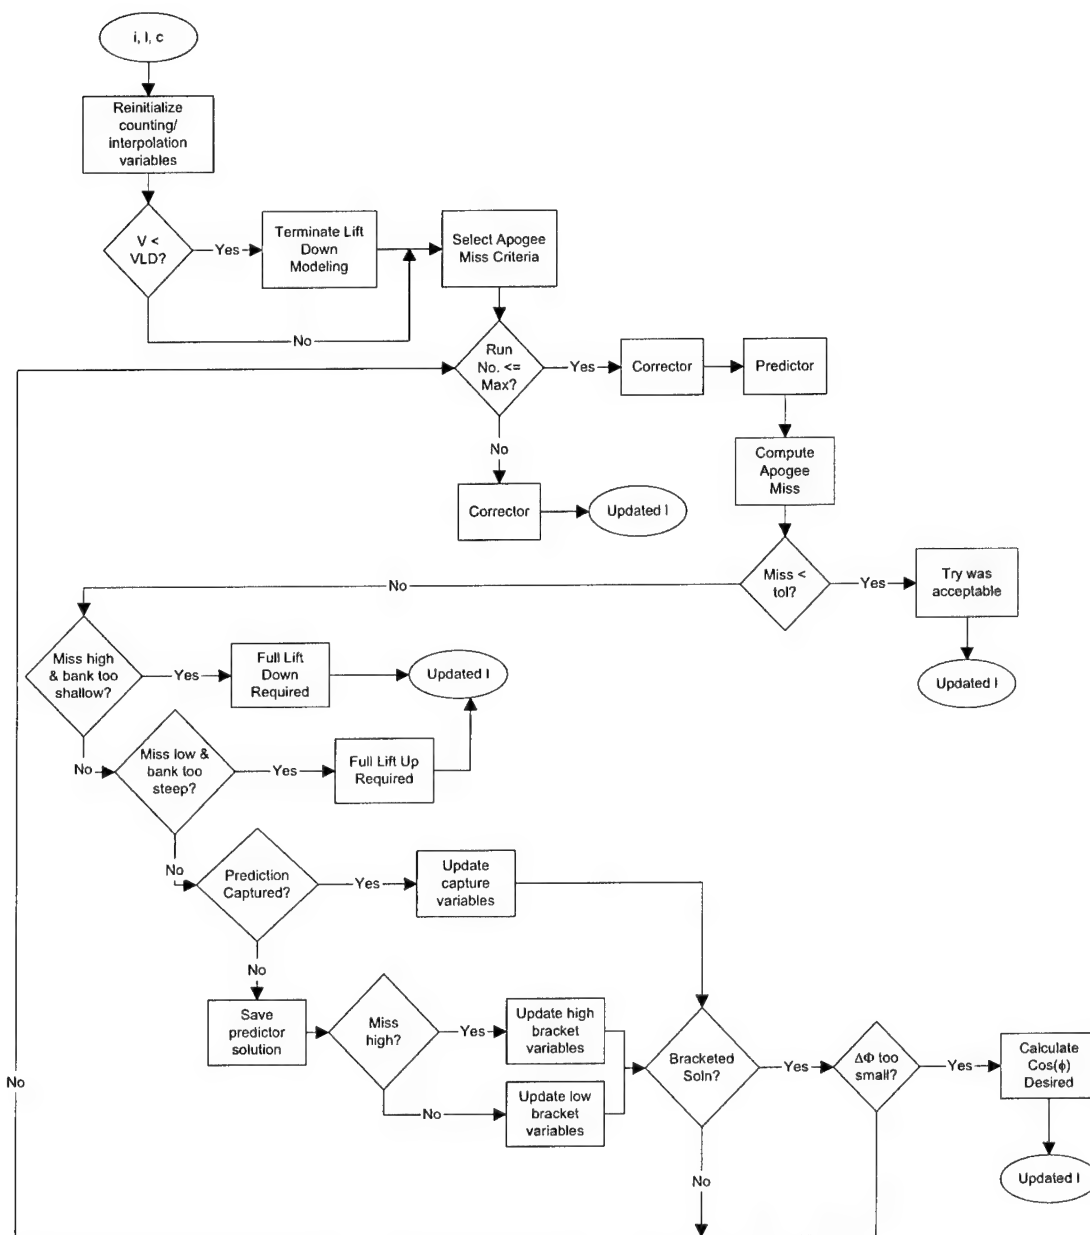 i, I, c
Reinitialize
counting/
interpolation
variables
V <
VLD?
Yes
Terminate Lift
Down
Modeling
Select Apogee
Miss Criteria
No
Run
No. <=
Max?
Yes
Corrector
Predictor
No
Compute
Apogee
Miss
Corrector
Updated I
No
Miss <
tol?
Yes
Try was
acceptable
Updated I
Miss high
& bank too
shallow?
Yes
Full Lift
Down
Required
Updated I
No
Miss low &
bank too
steep?
Yes
Full Lift Up
Required
No
Prediction
Captured?
Yes
Update
capture
variables
No
Save
predictor
solution
Miss
high?
Yes
Update high
bracket
variables
No
Update low
bracket
variables
Bracketed
Soln?
Yes
ΔΦ too
small?
Yes
Calculate
Cos(ϕ)
Desired
Updated I
No
No